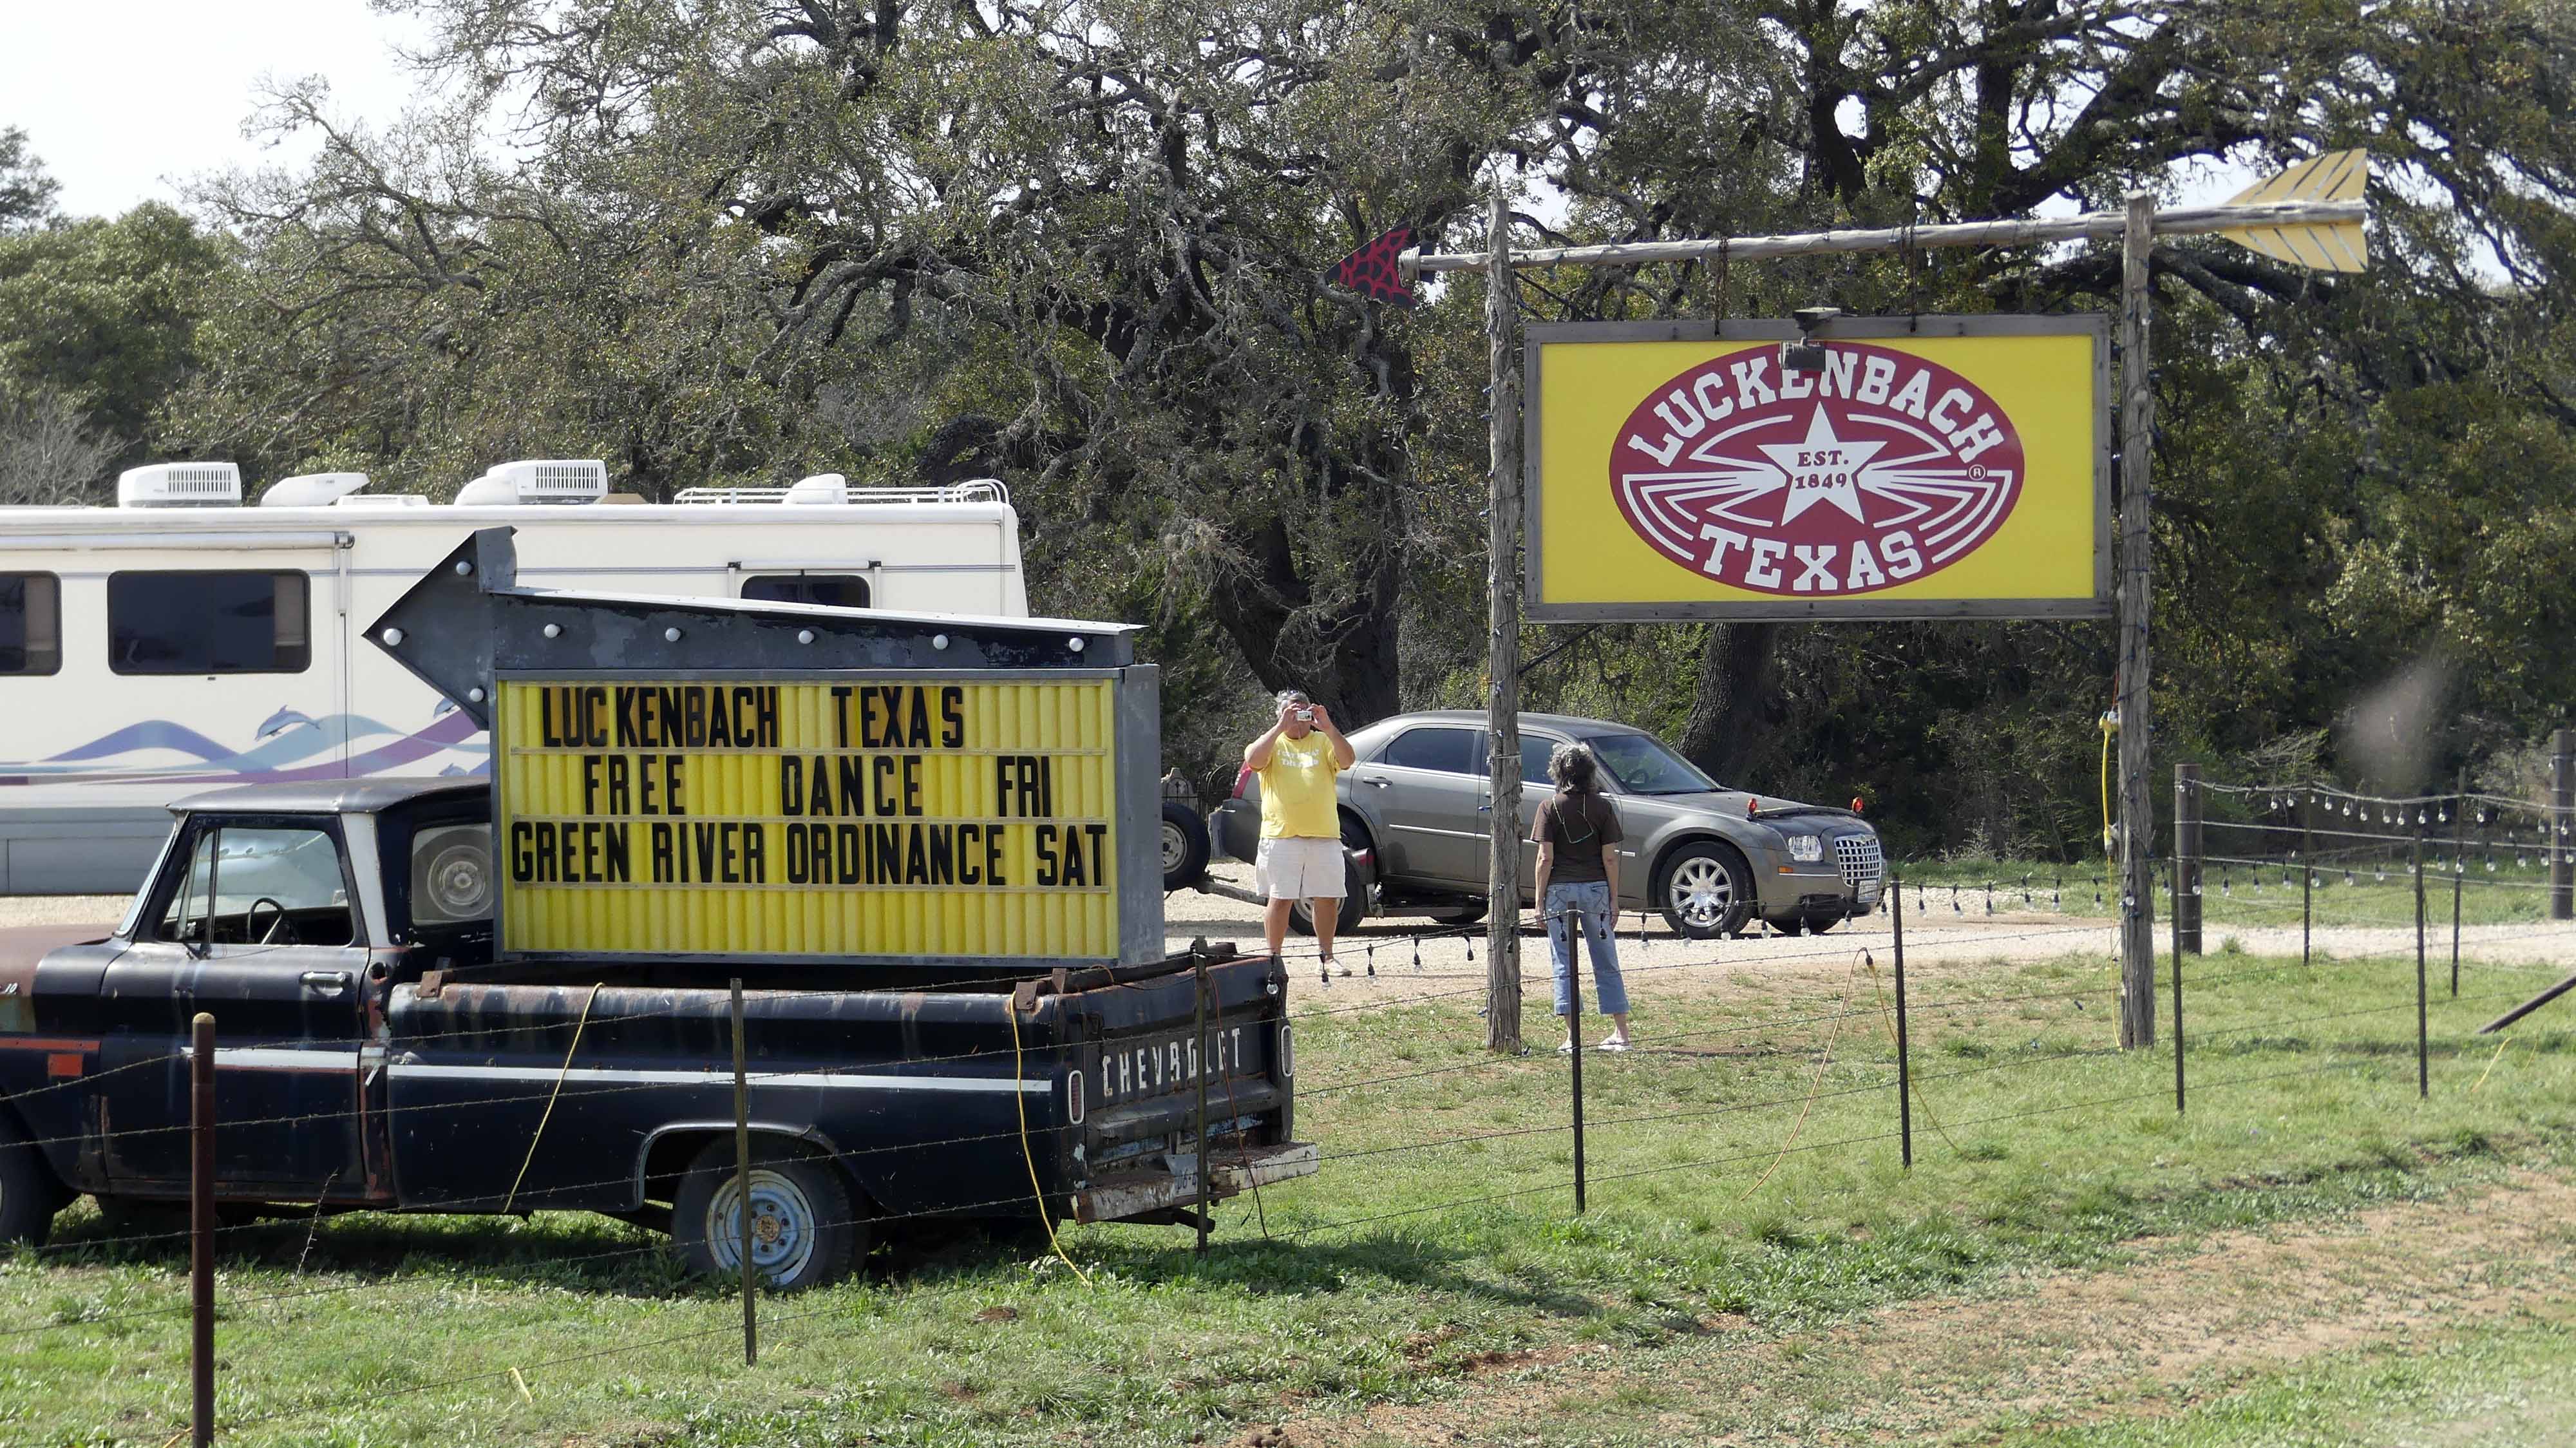 LUCKENBACH TEXAS
FREE DANCE FRI
GREEN RIVER ORDINANCE SAT
CHEVROLET
LUCKENBACH
EST.
1849
®
TEXAS